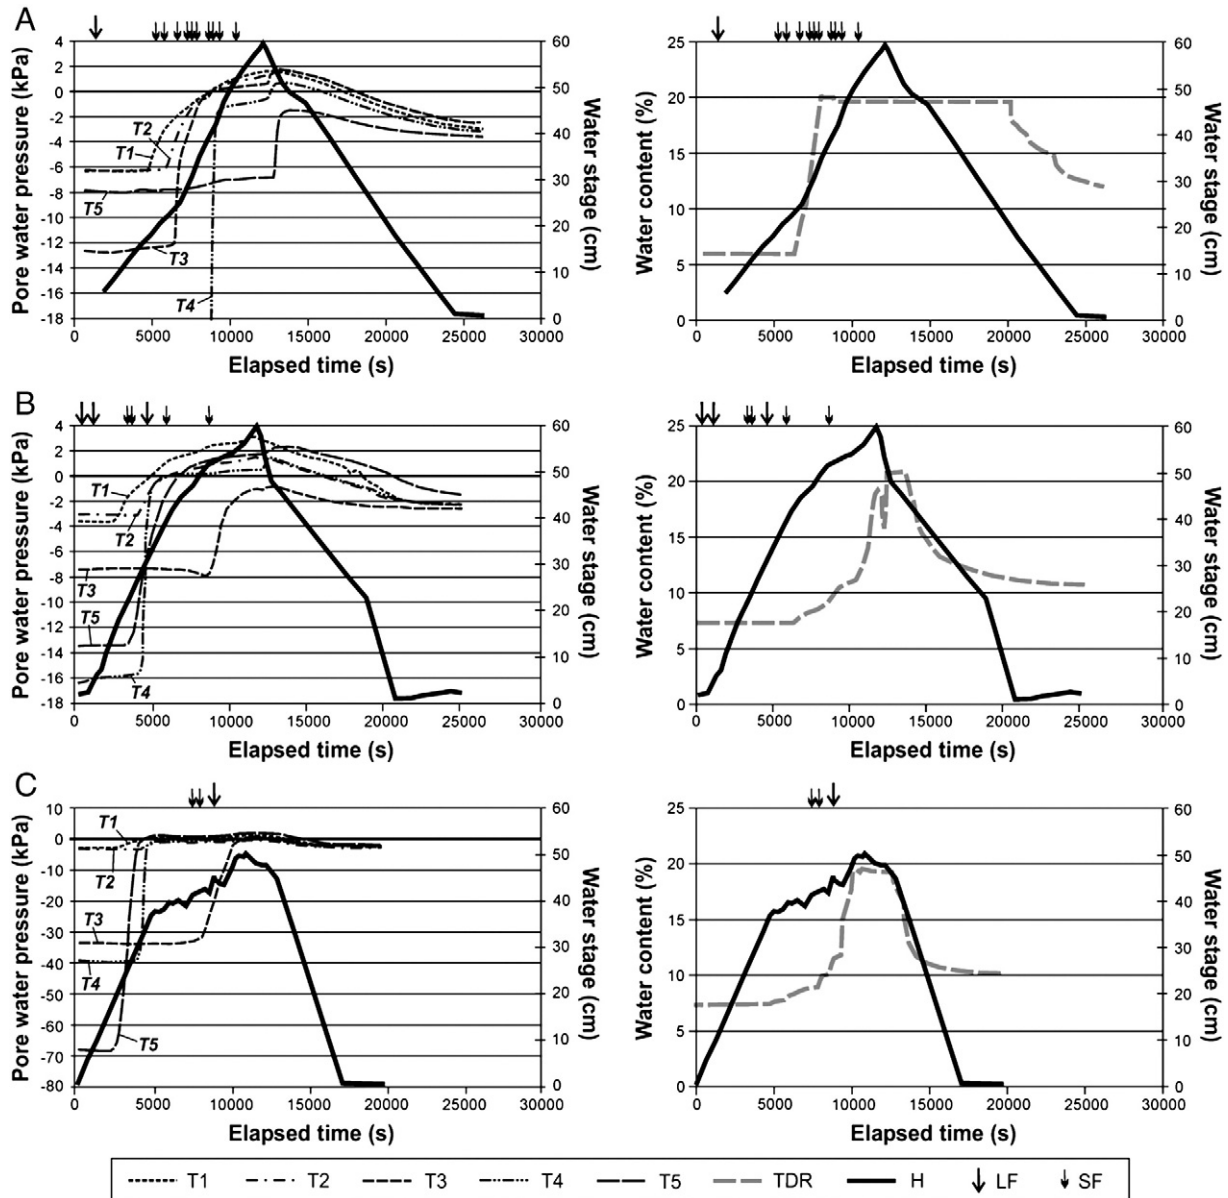 A
Pore water pressure (kPa)
4
2
0
-2
-4
-6
-8
-10
-12
-14
-16
-18
T2
T1
T5
T3
T4
60
50
40
30
20
10
0
Water stage (cm)
0 5000 10000 15000 20000 25000 30000
Elapsed time (s)
Water content (%)
25
20
15
10
5
0
60
50
40
30
20
10
0
Water stage (cm)
0 5000 10000 15000 20000 25000 30000
Elapsed time (s)
B
Pore water pressure (kPa)
4
2
0
-2
-4
-6
-8
-10
-12
-14
-16
-18
T1
T2
T3
T5
T4
60
50
40
30
20
10
0
Water stage (cm)
0 5000 10000 15000 20000 25000 30000
Elapsed time (s)
Water content (%)
25
20
15
10
5
0
60
50
40
30
20
10
0
Water stage (cm)
0 5000 10000 15000 20000 25000 30000
Elapsed time (s)
C
Pore water pressure (kPa)
10
0
-10
-20
-30
-40
-50
-60
-70
-80
T1
T2
T3
T4
T5
60
50
40
30
20
10
0
Water stage (cm)
0 5000 10000 15000 20000 25000 30000
Elapsed time (s)
Water content (%)
25
20
15
10
5
0
60
50
40
30
20
10
0
Water stage (cm)
0 5000 10000 15000 20000 25000 30000
Elapsed time (s)
T1 T2 T3 T4 T5 TDR H LF SF